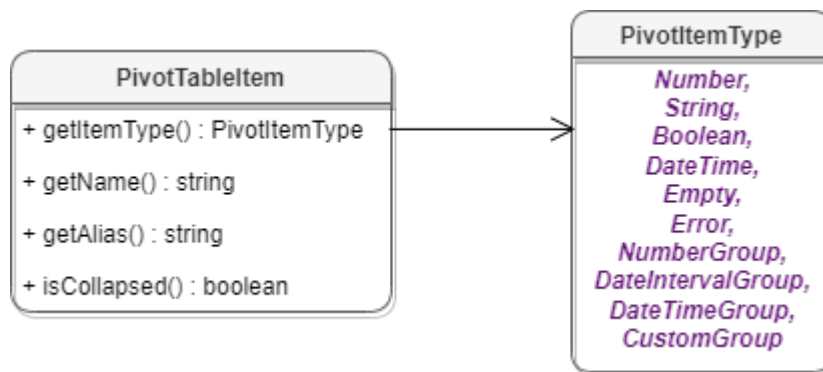 PivotTableItem
+ getItemType() : PivotItemType
+ getName() : string
+ getAlias() : string
+ isCollapsed() : boolean
PivotItemType
Number,
String,
Boolean,
DateTime,
Empty,
Error,
NumberGroup,
DateIntervalGroup,
DateTimeGroup,
CustomGroup